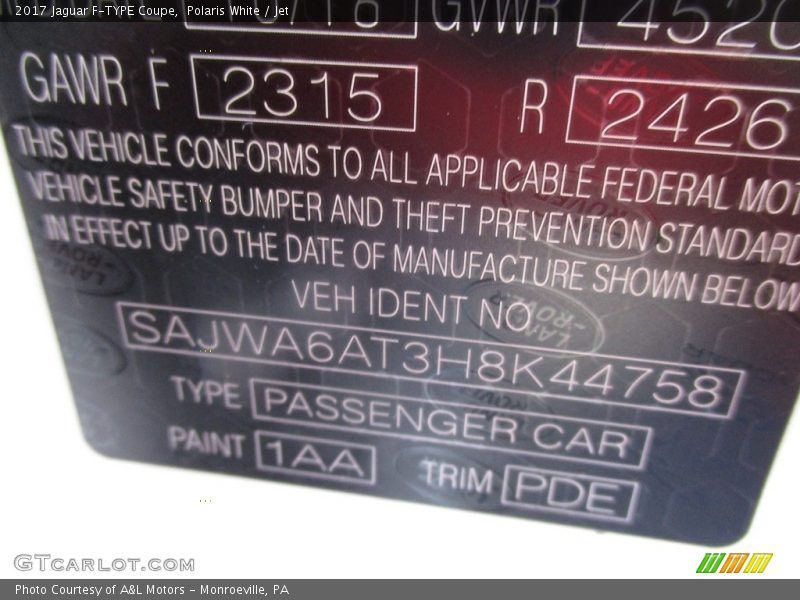 2017 Jaguar F-TYPE Coupe, Polaris White / Jet
GVWR 452
GAWR F 2315 R 2426
THIS VEHICLE CONFORMS TO ALL APPLICABLE FEDERAL MOT
VEHICLE SAFETY BUMPER AND THEFT PREVENTION STANDARD
IN EFFECT UP TO THE DATE OF MANUFACTURE SHOWN BELOW
VEH IDENT NO
SAJWA6AT3H8K44758
TYPE PASSENGER CAR
PAINT 1AA TRIM PDE
GTCARLOT.COM
Photo Courtesy of A&L Motors - Monroeville, PA